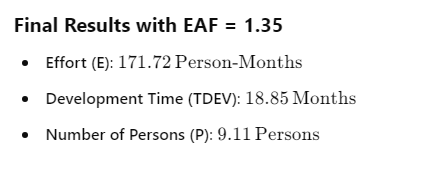 Final Results with EAF = 1.35
• Effort (E): 171.72 Person-Months
• Development Time (TDEV): 18.85 Months
• Number of Persons (P): 9.11 Persons